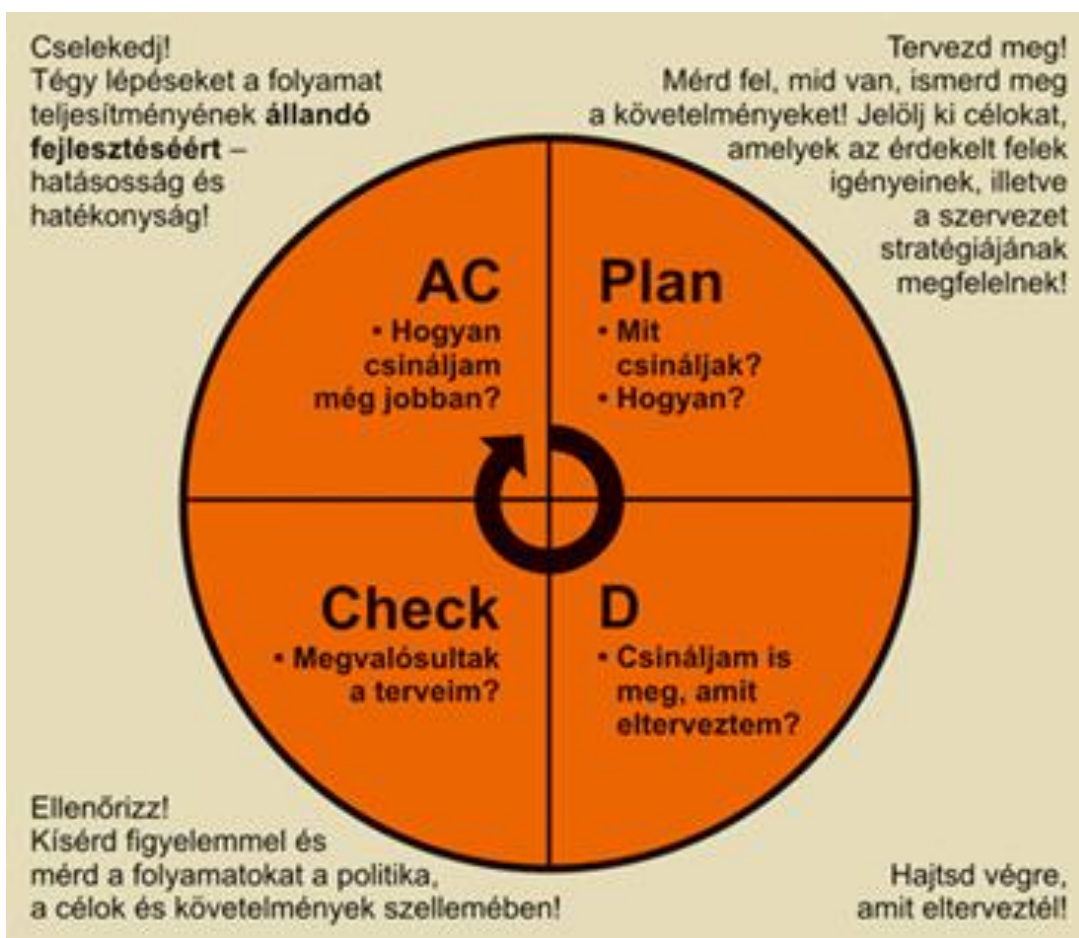 Cselekedj!
Tégy lépéseket a folyamat
teljesítményének állandó
fejlesztéséért –
hatásosság és
hatékonyság!
Tervezd meg!
Mérd fel, mid van, ismerd meg
a követelményeket! Jelölj ki célokat,
amelyek az érdekelt felek
igényeinek, illetve
a szervezet
stratégiájának
megfelelnek!
AC
• Hogyan
csináljam
még jobban?
Plan
• Mit
csináljak?
• Hogyan?
Check
• Megvalósultak
a terveim?
D
• Csináljam is
meg, amit
elterveztem?
Ellenőrizz!
Kísérd figyelemmel és
mérd a folyamatokat a politika,
a célok és követelmények szellemében!
Hajtsd végre,
amit elterveztél!